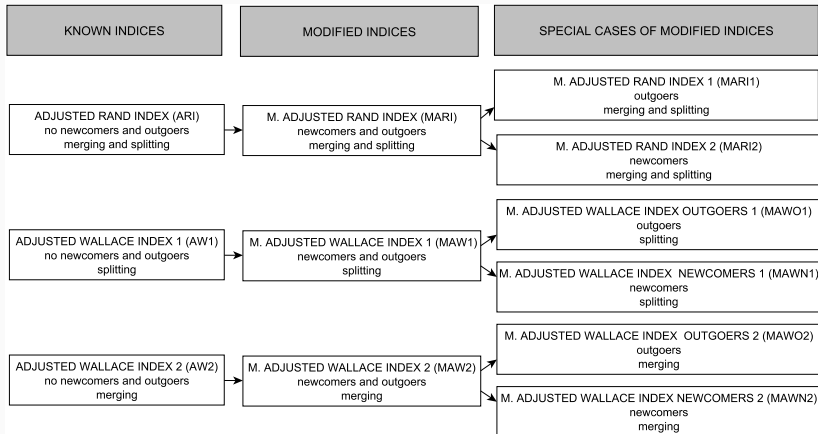 KNOWN INDICES
MODIFIED INDICES
SPECIAL CASES OF MODIFIED INDICES
ADJUSTED RAND INDEX (ARI)
no newcomers and outgoers
merging and splitting
M. ADJUSTED RAND INDEX (MARI)
newcomers and outgoers
merging and splitting
M. ADJUSTED RAND INDEX 1 (MARI1)
outgoers
merging and splitting
M. ADJUSTED RAND INDEX 2 (MARI2)
newcomers
merging and splitting
ADJUSTED WALLACE INDEX 1 (AW1)
no newcomers and outgoers
splitting
M. ADJUSTED WALLACE INDEX 1 (MAW1)
newcomers and outgoers
splitting
M. ADJUSTED WALLACE INDEX OUTGOERS 1 (MAWO1)
outgoers
splitting
M. ADJUSTED WALLACE INDEX  NEWCOMERS 1 (MAWN1)
newcomers
splitting
ADJUSTED WALLACE INDEX 2 (AW2)
no newcomers and outgoers
merging
M. ADJUSTED WALLACE INDEX 2 (MAW2)
newcomers and outgoers
merging
M. ADJUSTED WALLACE INDEX  OUTGOERS 2 (MAWO2)
outgoers
merging
M. ADJUSTED WALLACE INDEX NEWCOMERS 2 (MAWN2)
newcomers
merging